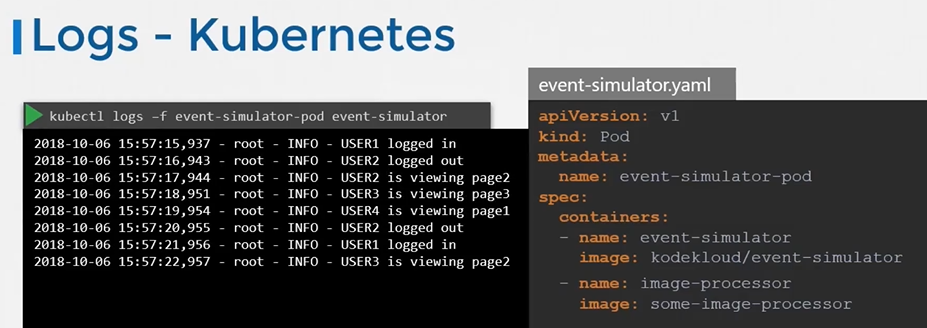 Logs - Kubernetes
kubectl logs –f event-simulator-pod event-simulator
2018-10-06 15:57:15,937 - root - INFO - USER1 logged in
2018-10-06 15:57:16,943 - root - INFO - USER2 logged out
2018-10-06 15:57:17,944 - root - INFO - USER2 is viewing page2
2018-10-06 15:57:18,951 - root - INFO - USER3 is viewing page3
2018-10-06 15:57:19,954 - root - INFO - USER4 is viewing page1
2018-10-06 15:57:20,955 - root - INFO - USER2 logged out
2018-10-06 15:57:21,956 - root - INFO - USER1 logged in
2018-10-06 15:57:22,957 - root - INFO - USER3 is viewing page2
event-simulator.yaml
apiVersion: v1
kind: Pod
metadata:
  name: event-simulator-pod
spec:
  containers:
  - name: event-simulator
    image: kodekloud/event-simulator
  - name: image-processor
    image: some-image-processor